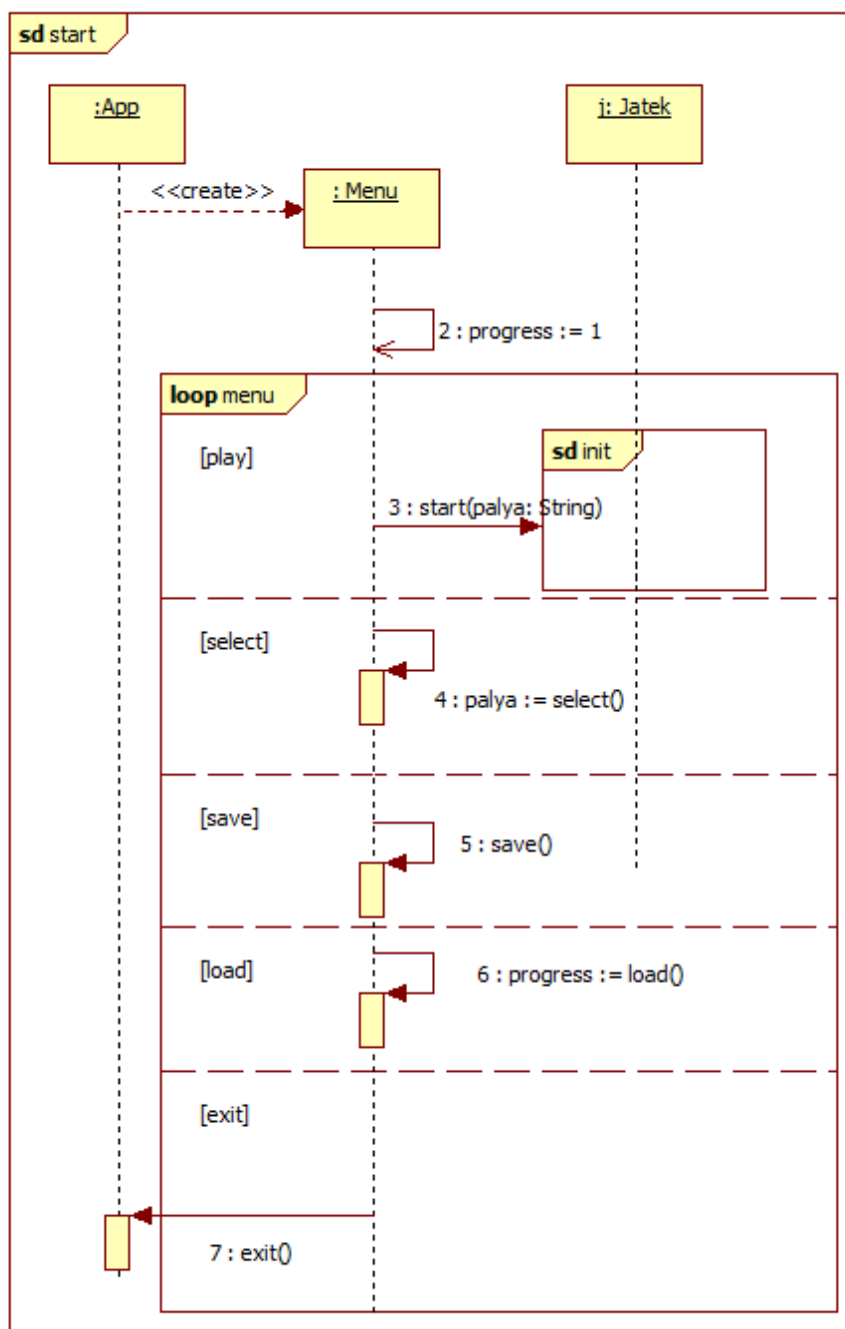 sd start
:App
j: Jatek
<<create>>
: Menu
2 : progress := 1
loop menu
[play]
sd init
3 : start(palya: String)
[select]
4 : palya := select()
[save]
5 : save()
[load]
6 : progress := load()
[exit]
7 : exit()